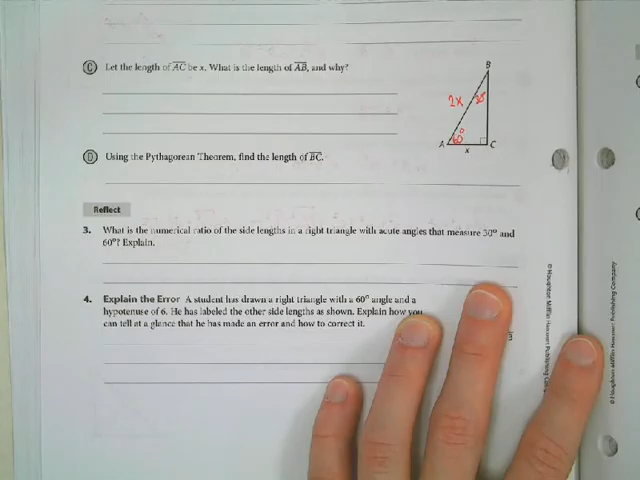 C Let the length of AC be x. What is the length of AB, and why?
B
2x 30°
60°
A x C
D Using the Pythagorean Theorem, find the length of BC.
Reflect
3. What is the numerical ratio of the side lengths in a right triangle with acute angles that measure 30° and
60°? Explain.
4. Explain the Error A student has drawn a right triangle with a 60° angle and a
hypotenuse of 6. He has labeled the other side lengths as shown. Explain how you
can tell at a glance that he has made an error and how to correct it.
© Houghton Mifflin Harcourt Publishing
© Houghton Mifflin Harcourt Publishing Company